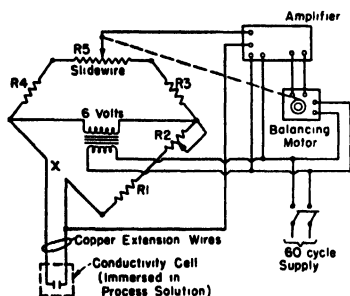 Amplifier
R5
Slidewire
R4
R3
6 Volts
R2
Balancing
Motor
X
R1
Copper Extension Wires
Conductivity Cell
(Immersed in
Process Solution)
60 cycle
Supply